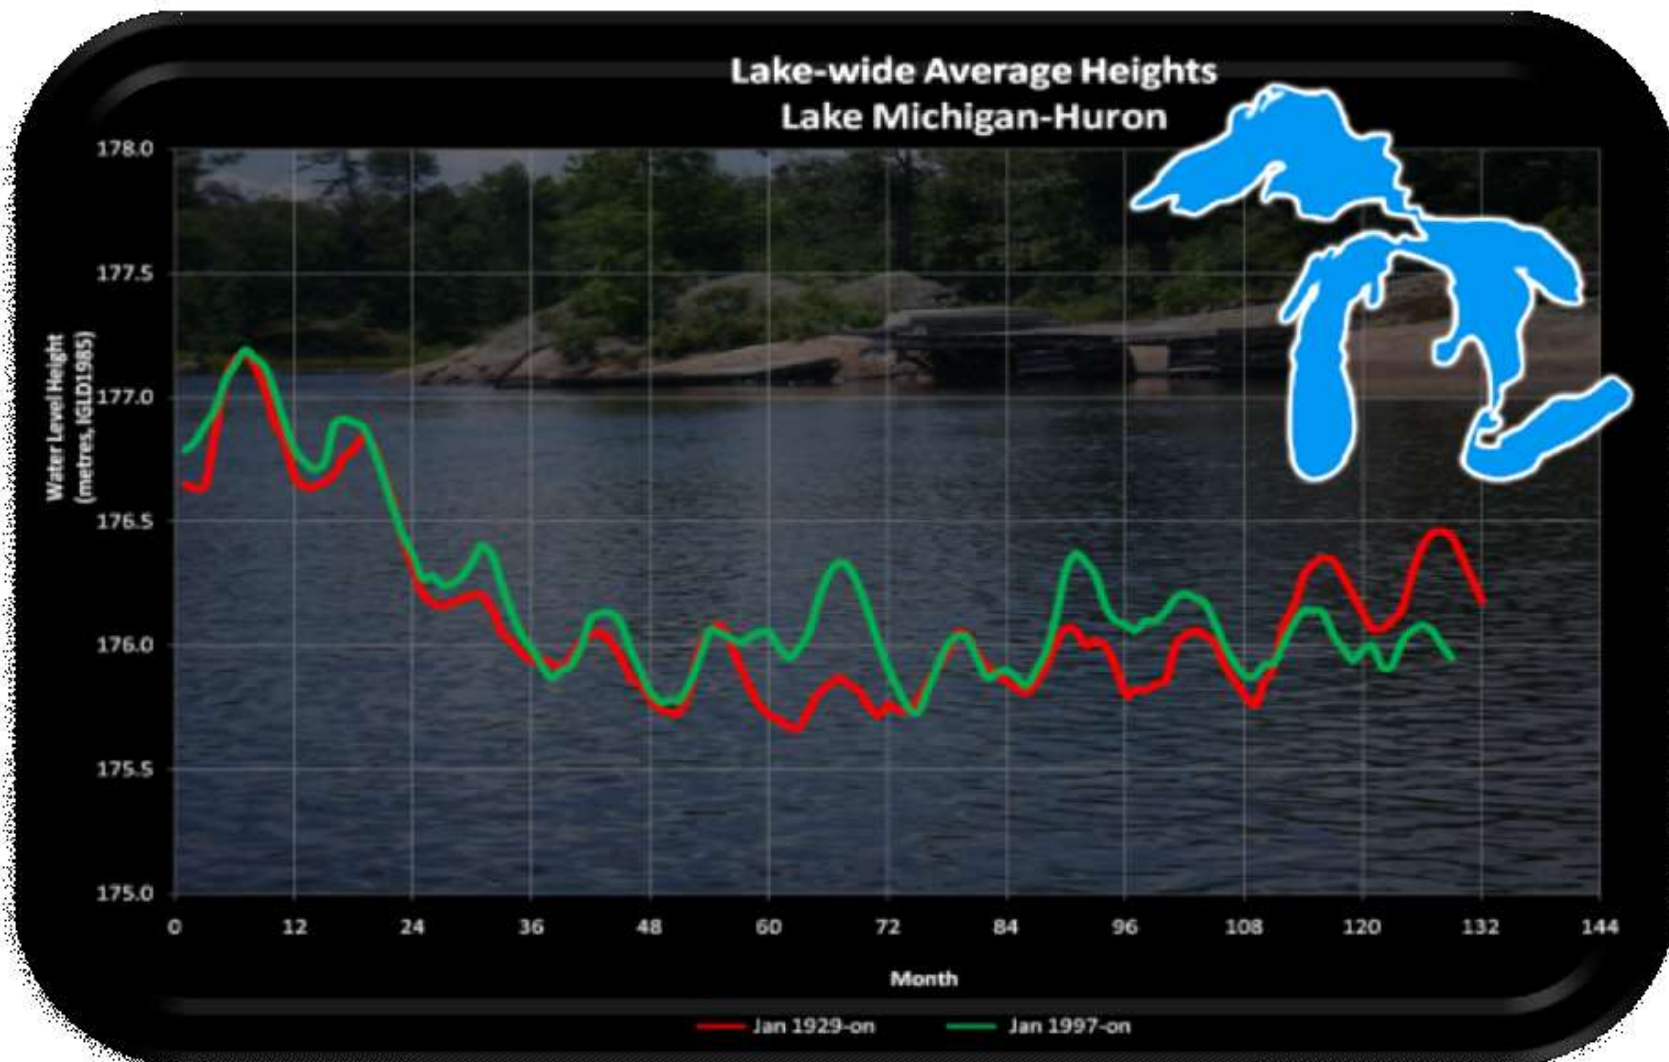 Lake-wide Average Heights
Lake Michigan-Huron
Water Level Height
(metres, IGLD1985)
178.0
177.5
177.0
176.5
176.0
175.5
175.0
0 12 24 36 48 60 72 84 96 108 120 132 144
Month
Jan 1929-on Jan 1997-on